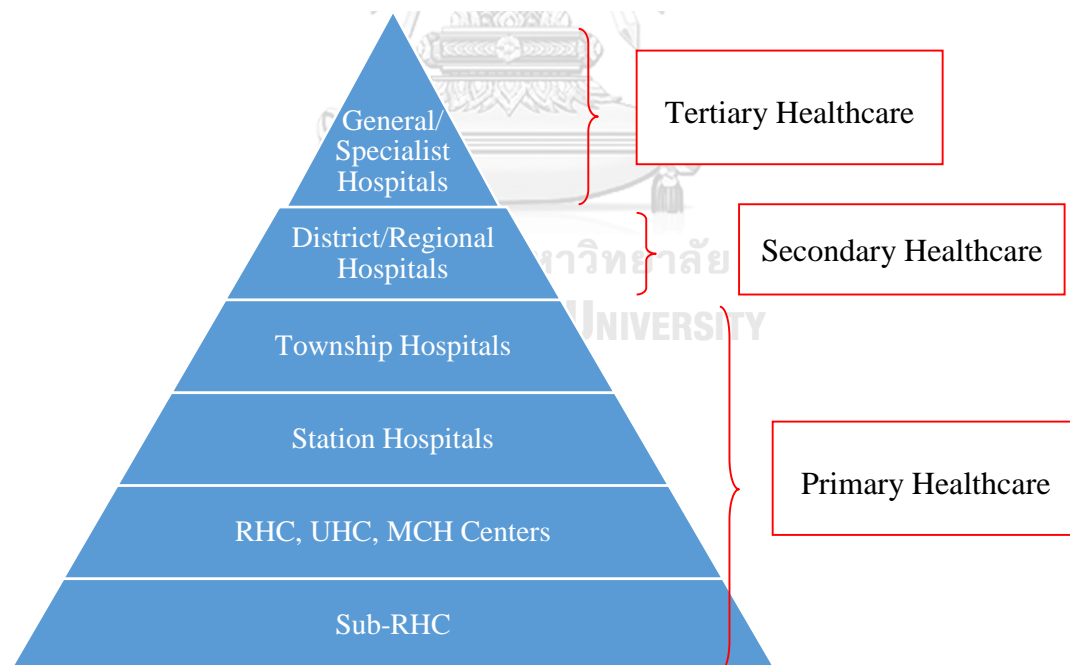 General/
Specialist
Hospitals
Tertiary Healthcare
District/Regional
Hospitals
Secondary Healthcare
Township Hospitals
Station Hospitals
Primary Healthcare
RHC, UHC, MCH Centers
Sub-RHC
UNIVERSITY